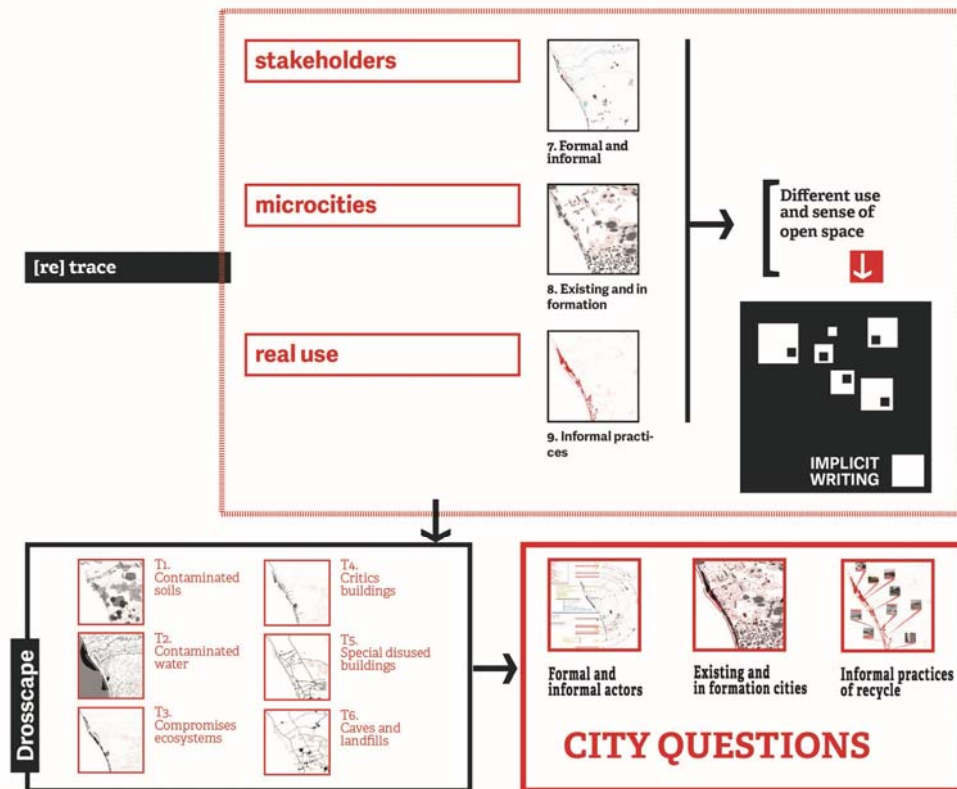 stakeholders
7. Formal and
informal
microcities
8. Existing and in
formation
real use
9. Informal practi-
ces
Different use
and sense of
open space
[re] trace
IMPLICIT
WRITING
Drosscape
T1.
Contaminated
soils
T2.
Contaminated
water
T3.
Compromises
ecosystems
T4.
Critics
buildings
T5.
Special disused
buildings
T6.
Caves and
landfills
Formal and
informal actors
Existing and
in formation cities
Informal practices
of recycle
CITY QUESTIONS